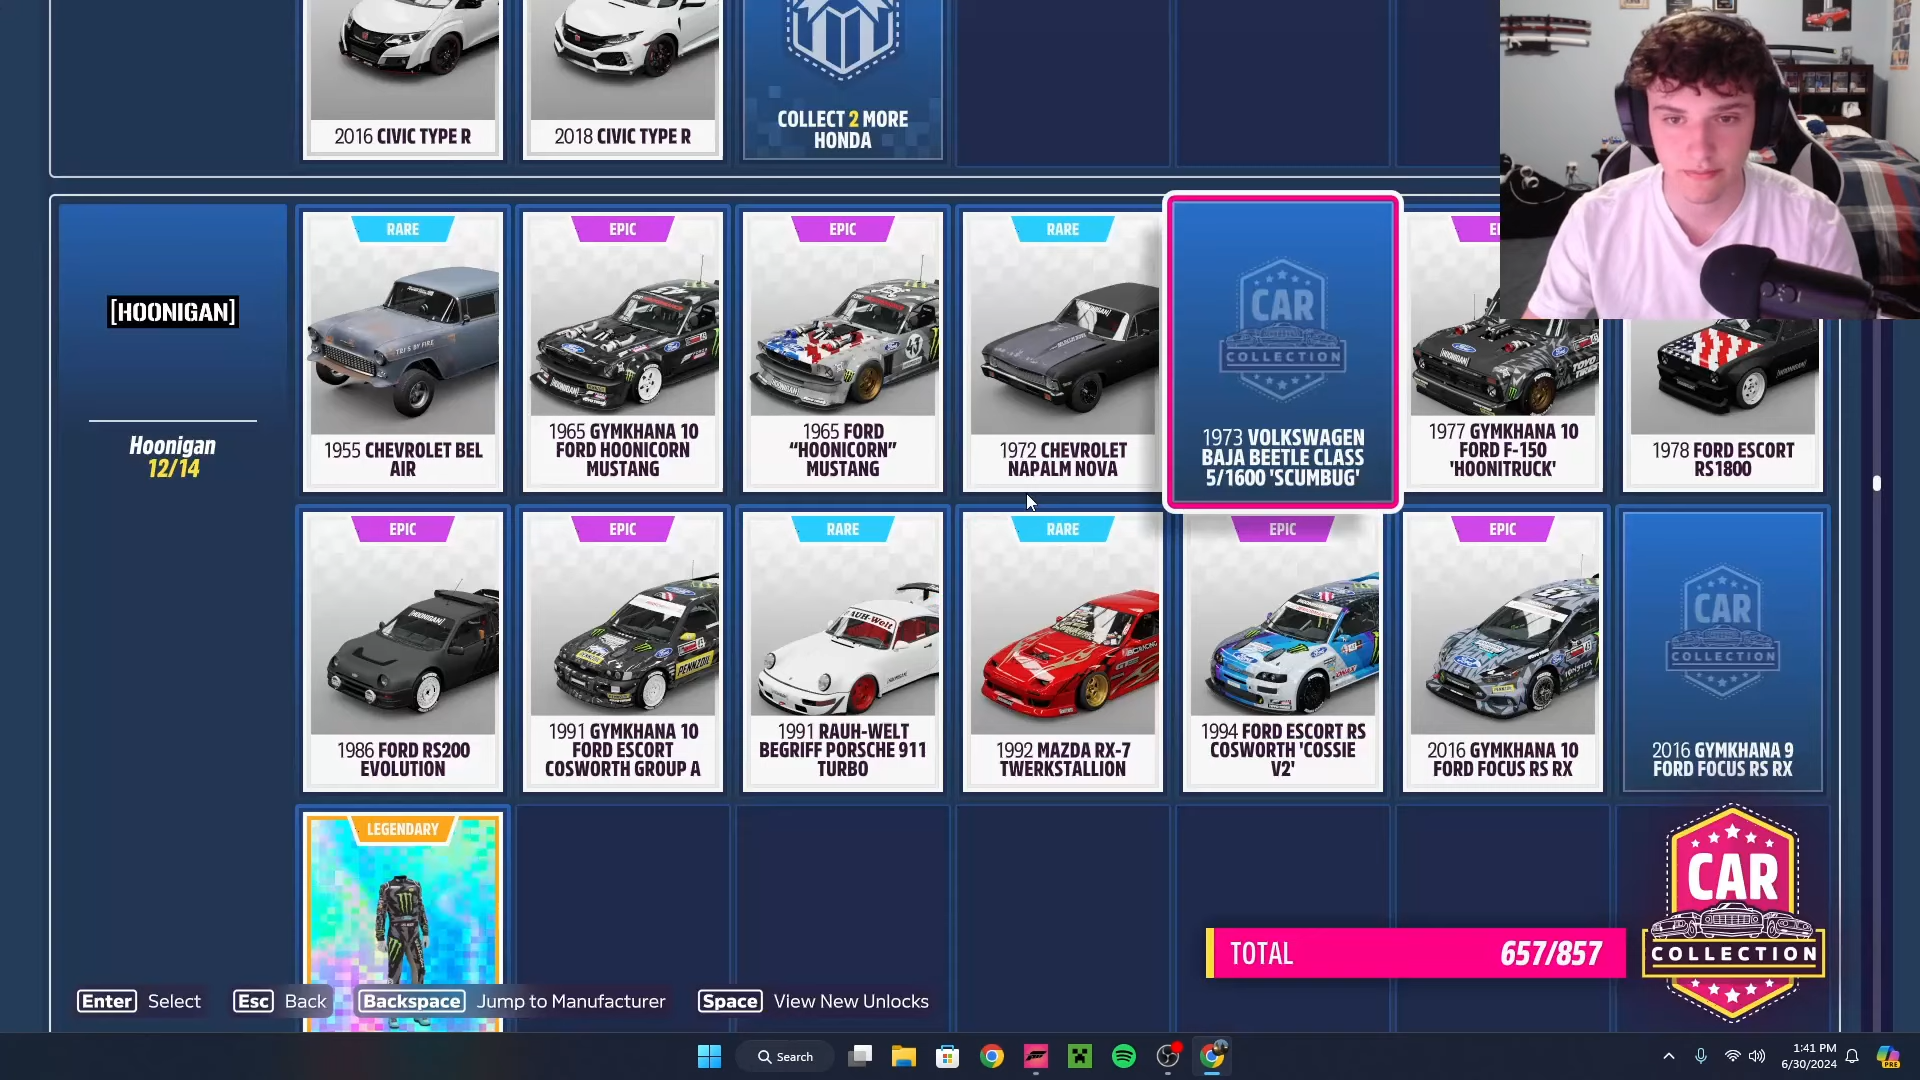 2016 CIVIC TYPE R
2018 CIVIC TYPE R
COLLECT 2 MORE
HONDA
[HOONIGAN]
Hoonigan
12/14
RARE
1955 CHEVROLET BEL
AIR
EPIC
1965 GYMKHANA 10
FORD HOONICORN
MUSTANG
EPIC
1965 FORD
“HOONICORN”
MUSTANG
RARE
1972 CHEVROLET
NAPALM NOVA
CAR
COLLECTION
1973 VOLKSWAGEN
BAJA BEETLE CLASS
5/1600 'SCUMBUG'
1977 GYMKHANA 10
FORD F-150
'HOONITRUCK'
1978 FORD ESCORT
RS1800
EPIC
1986 FORD RS200
EVOLUTION
EPIC
PENNZOIL
1991 GYMKHANA 10
FORD ESCORT
COSWORTH GROUP A
RARE
RAUH-Welt
1991 RAUH-WELT
BEGRIFF PORSCHE 911
TURBO
RARE
1992 MAZDA RX-7
TWERKSTALLION
EPIC
1994 FORD ESCORT RS
COSWORTH 'COSSIE
V2'
EPIC
2016 GYMKHANA 10
FORD FOCUS RS RX
CAR
COLLECTION
2016 GYMKHANA 9
FORD FOCUS RS RX
LEGENDARY
TOTAL 657/857
CAR
COLLECTION
Enter Select
Esc Back
Backspace Jump to Manufacturer
Space View New Unlocks
Search
1:41 PM
6/30/2024
PRE